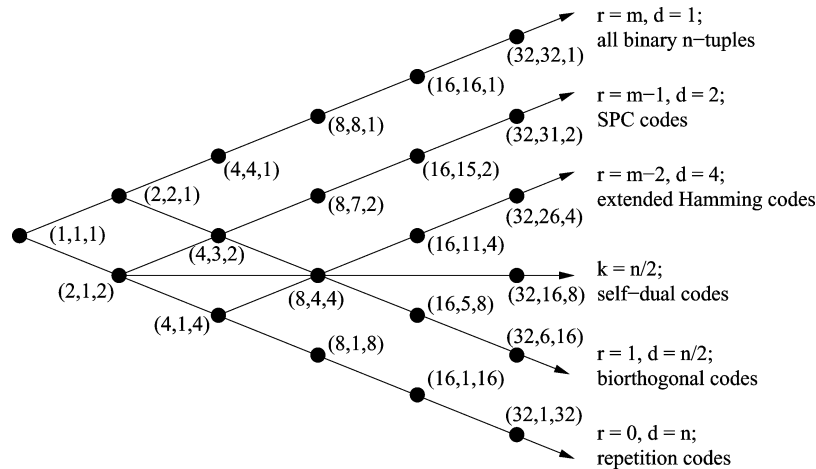 r = m, d = 1;
all binary n−tuples
(32,32,1)
(16,16,1)
r = m−1, d = 2;
SPC codes
(8,8,1)
(32,31,2)
(4,4,1)
(16,15,2)
r = m−2, d = 4;
extended Hamming codes
(2,2,1)
(8,7,2)
(32,26,4)
(1,1,1)
(4,3,2)
(16,11,4)
k = n/2;
self−dual codes
(2,1,2)
(8,4,4)
(32,16,8)
(4,1,4)
(16,5,8)
(32,6,16)
r = 1, d = n/2;
biorthogonal codes
(8,1,8)
(16,1,16)
(32,1,32)
r = 0, d = n;
repetition codes